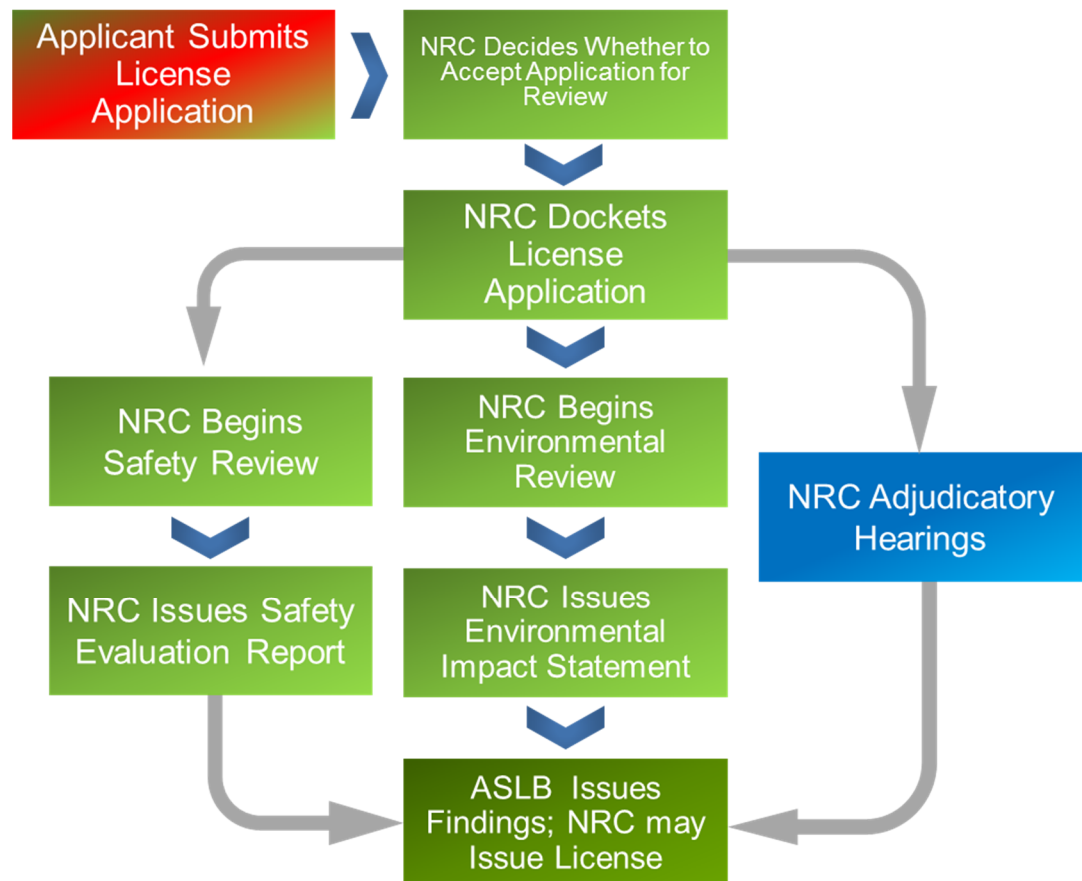 Applicant Submits
License
Application
NRC Decides Whether to
Accept Application for
Review
NRC Dockets
License
Application
NRC Begins
Safety Review
NRC Begins
Environmental
Review
NRC Adjudicatory
Hearings
NRC Issues Safety
Evaluation Report
NRC Issues
Environmental
Impact Statement
ASLB Issues
Findings; NRC may
Issue License